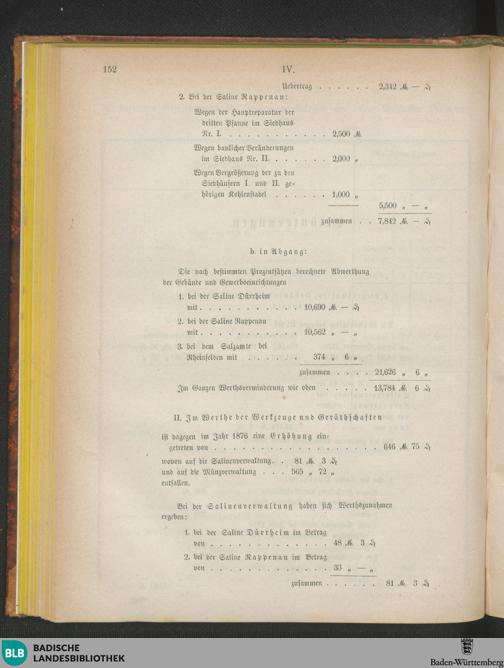 152
IV.
Uebertrag . . . . . . 2,342 ℳ — ₰
2. Bei der Saline Rappenau:
Wegen der Hauptreparatur der
dritten Pfanne im Siedhaus
Nr. I. . . . . . . . . . . . 2,500 ℳ
Wegen baulicher Veränderungen
im Siedhaus Nr. II. . . . . . . 2,000 „
Wegen Vergrößerung der zu den
Siedhäusern I. und II. ge-
hörigen Kohlenstadel . . . . . . 1,000 „
5,500 „ — „
zusammen . . 7,842 ℳ — ₰
b. in Abgang:
Die nach bestimmten Prozentsätzen berechnete Abwerthung
der Gebäude und Gewerbseinrichtungen
1. bei der Saline Dürrheim
mit . . . . . . . . . . . 10,690 ℳ — ₰
2. bei der Saline Rappenau
mit . . . . . . . . . . . 10,562 „ — „
3. bei dem Salzamte bei
Rheinfelden mit . . . . . 374 „ 6 „
zusammen . . . . 21,626 „ 6 „
Im Ganzen Werthsverminderung wie oben . . . . . 13,784 ℳ 6 ₰
II. Im Werthe der Werkzeuge und Geräthschaften
ist dagegen im Jahr 1876 eine Erhöhung ein-
getreten von . . . . . . . . . . . . . . . . . 646 ℳ 75 ₰
wovon auf die Salinenverwaltung . . 81 ℳ 3 ₰
und auf die Münzverwaltung . . . 565 „ 72 „
entfallen.
Bei der Salinenverwaltung haben sich Werthszunahmen
ergeben:
1. bei der Saline Dürrheim im Betrag
von . . . . . . . . . . . . 48 ℳ 3 ₰
2. bei der Saline Rappenau im Betrag
von . . . . . . . . . . . . 33 „ — „
zusammen . . . . . . 81 ℳ 3 ₰
BLB
BADISCHE
LANDESBIBLIOTHEK
Baden-Württemberg